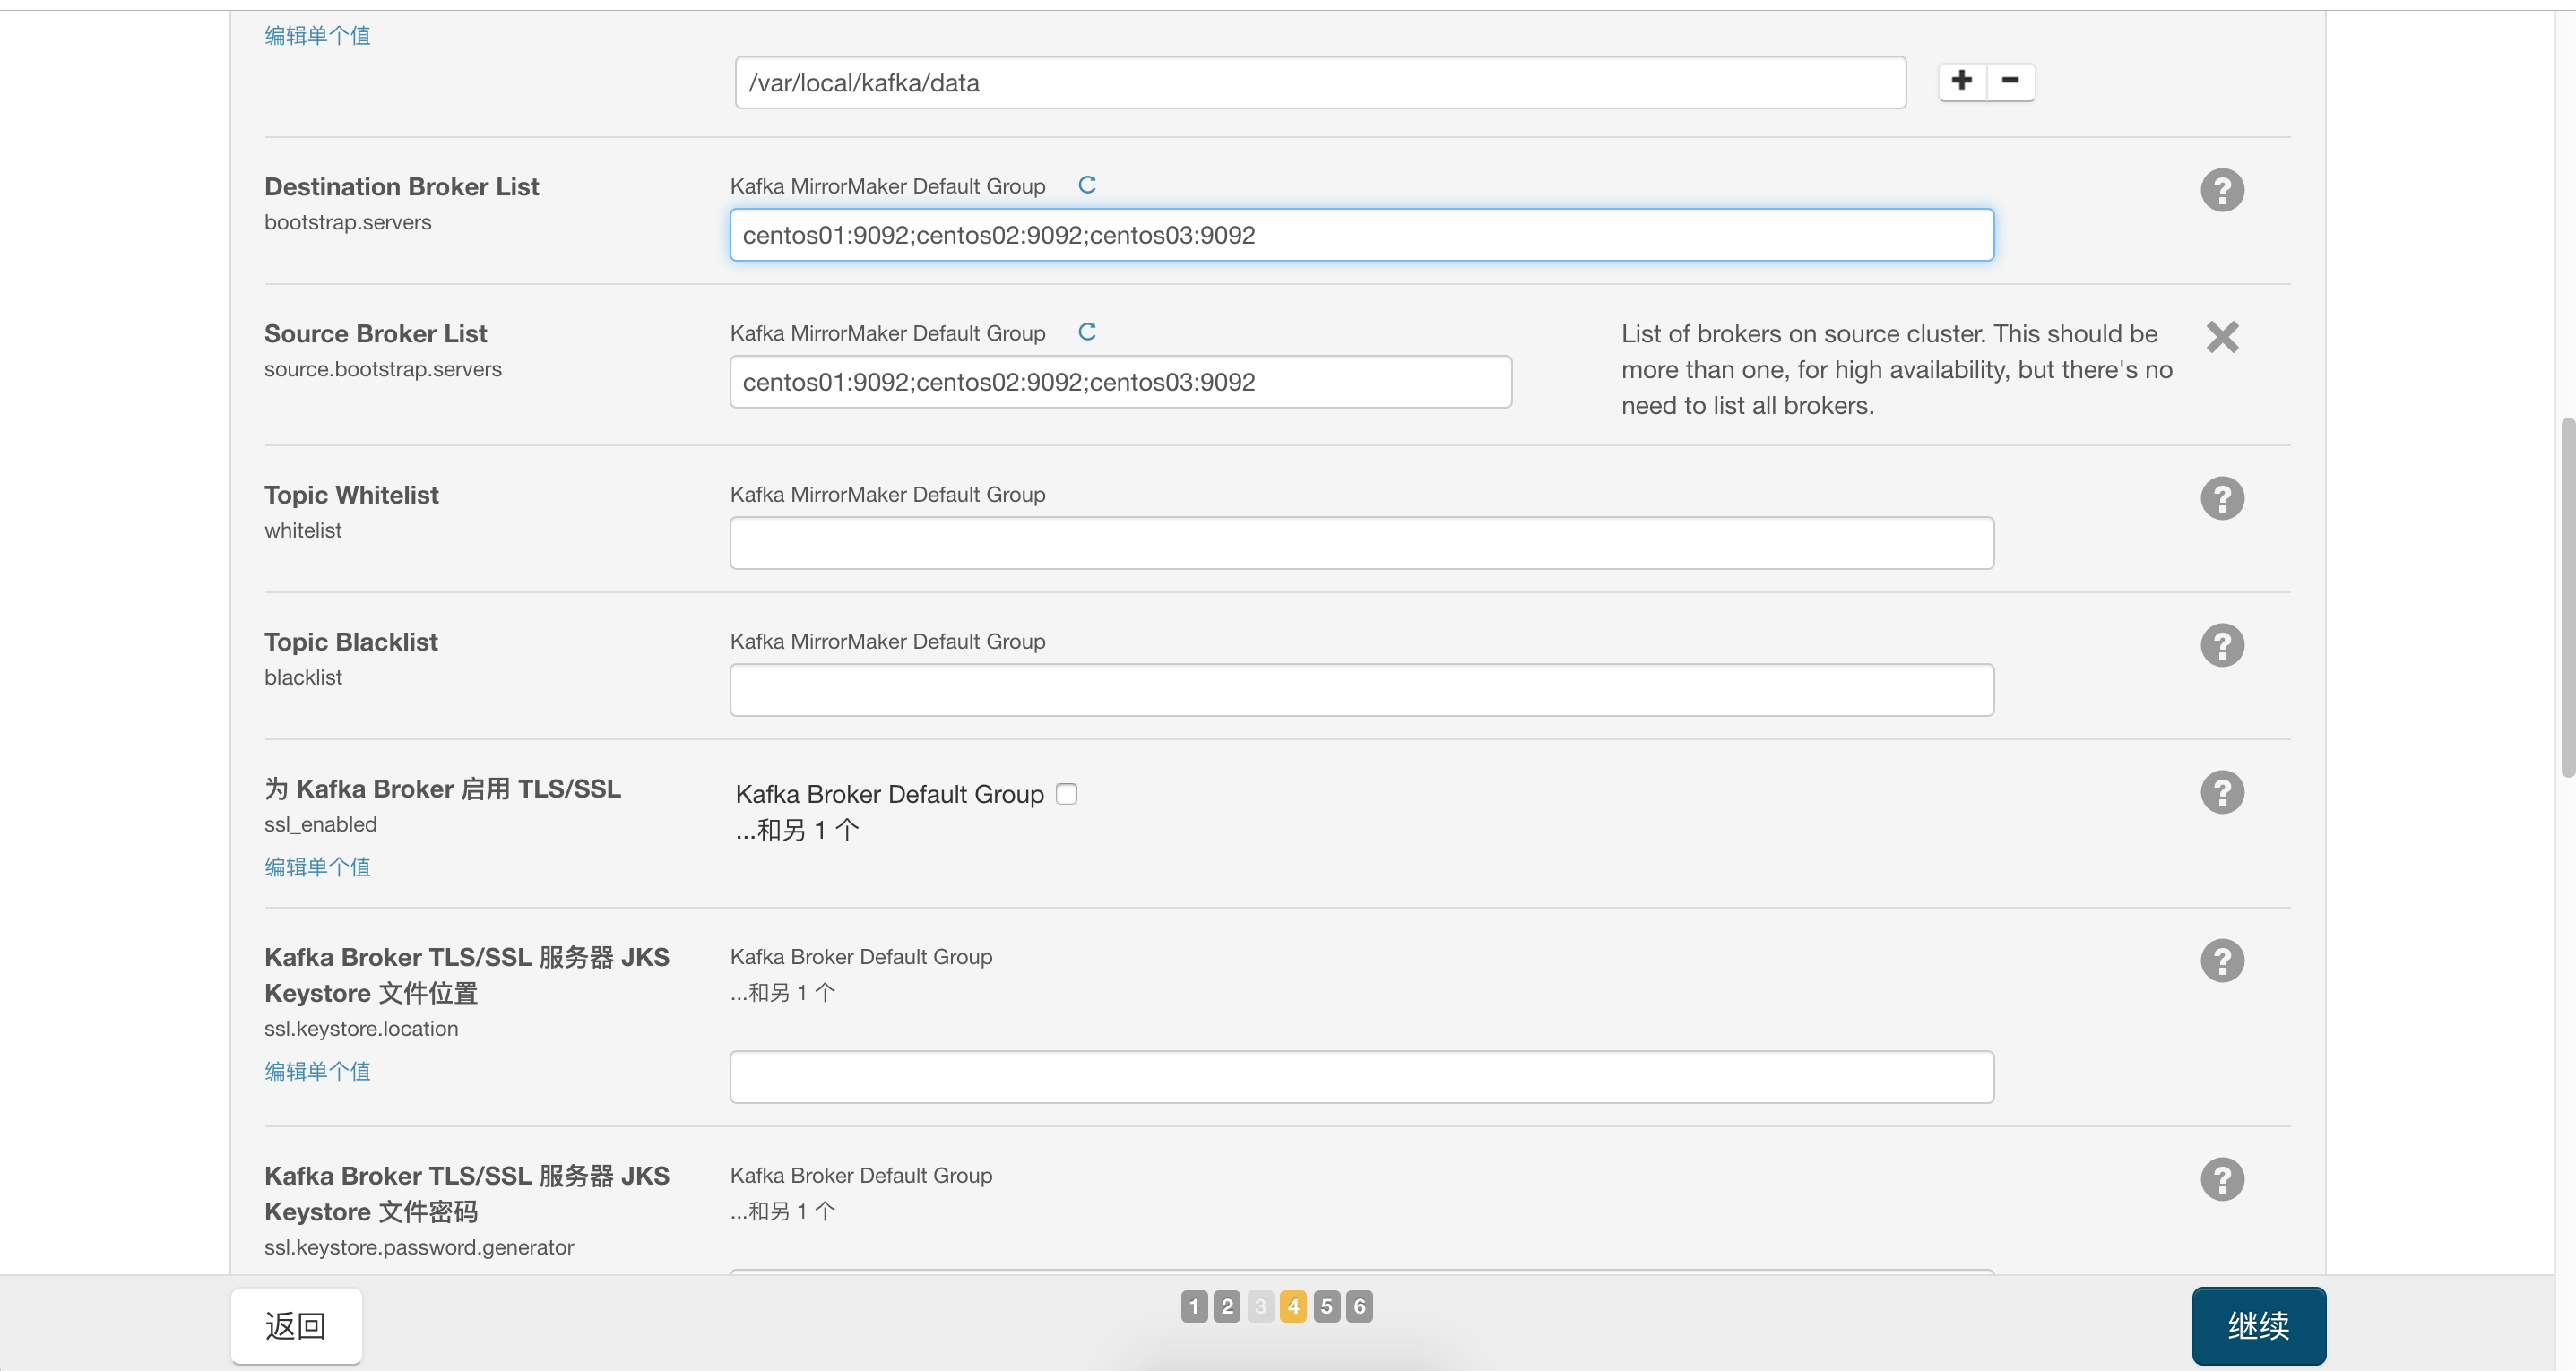 编辑单个值
/var/local/kafka/data
Destination Broker List
Kafka MirrorMaker Default Group
bootstrap.servers
centos01:9092;centos02:9092;centos03:9092
Source Broker List
Kafka MirrorMaker Default Group
source.bootstrap.servers
centos01:9092;centos02:9092;centos03:9092
List of brokers on source cluster. This should be
more than one, for high availability, but there's no
need to list all brokers.
Topic Whitelist
Kafka MirrorMaker Default Group
whitelist
Topic Blacklist
Kafka MirrorMaker Default Group
blacklist
为 Kafka Broker 启用 TLS/SSL
Kafka Broker Default Group
ssl_enabled
...和另 1 个
编辑单个值
Kafka Broker TLS/SSL 服务器 JKS
Keystore 文件位置
Kafka Broker Default Group
...和另 1 个
ssl.keystore.location
编辑单个值
Kafka Broker TLS/SSL 服务器 JKS
Keystore 文件密码
Kafka Broker Default Group
...和另 1 个
ssl.keystore.password.generator
返回
1 2 3 4 5 6
继续